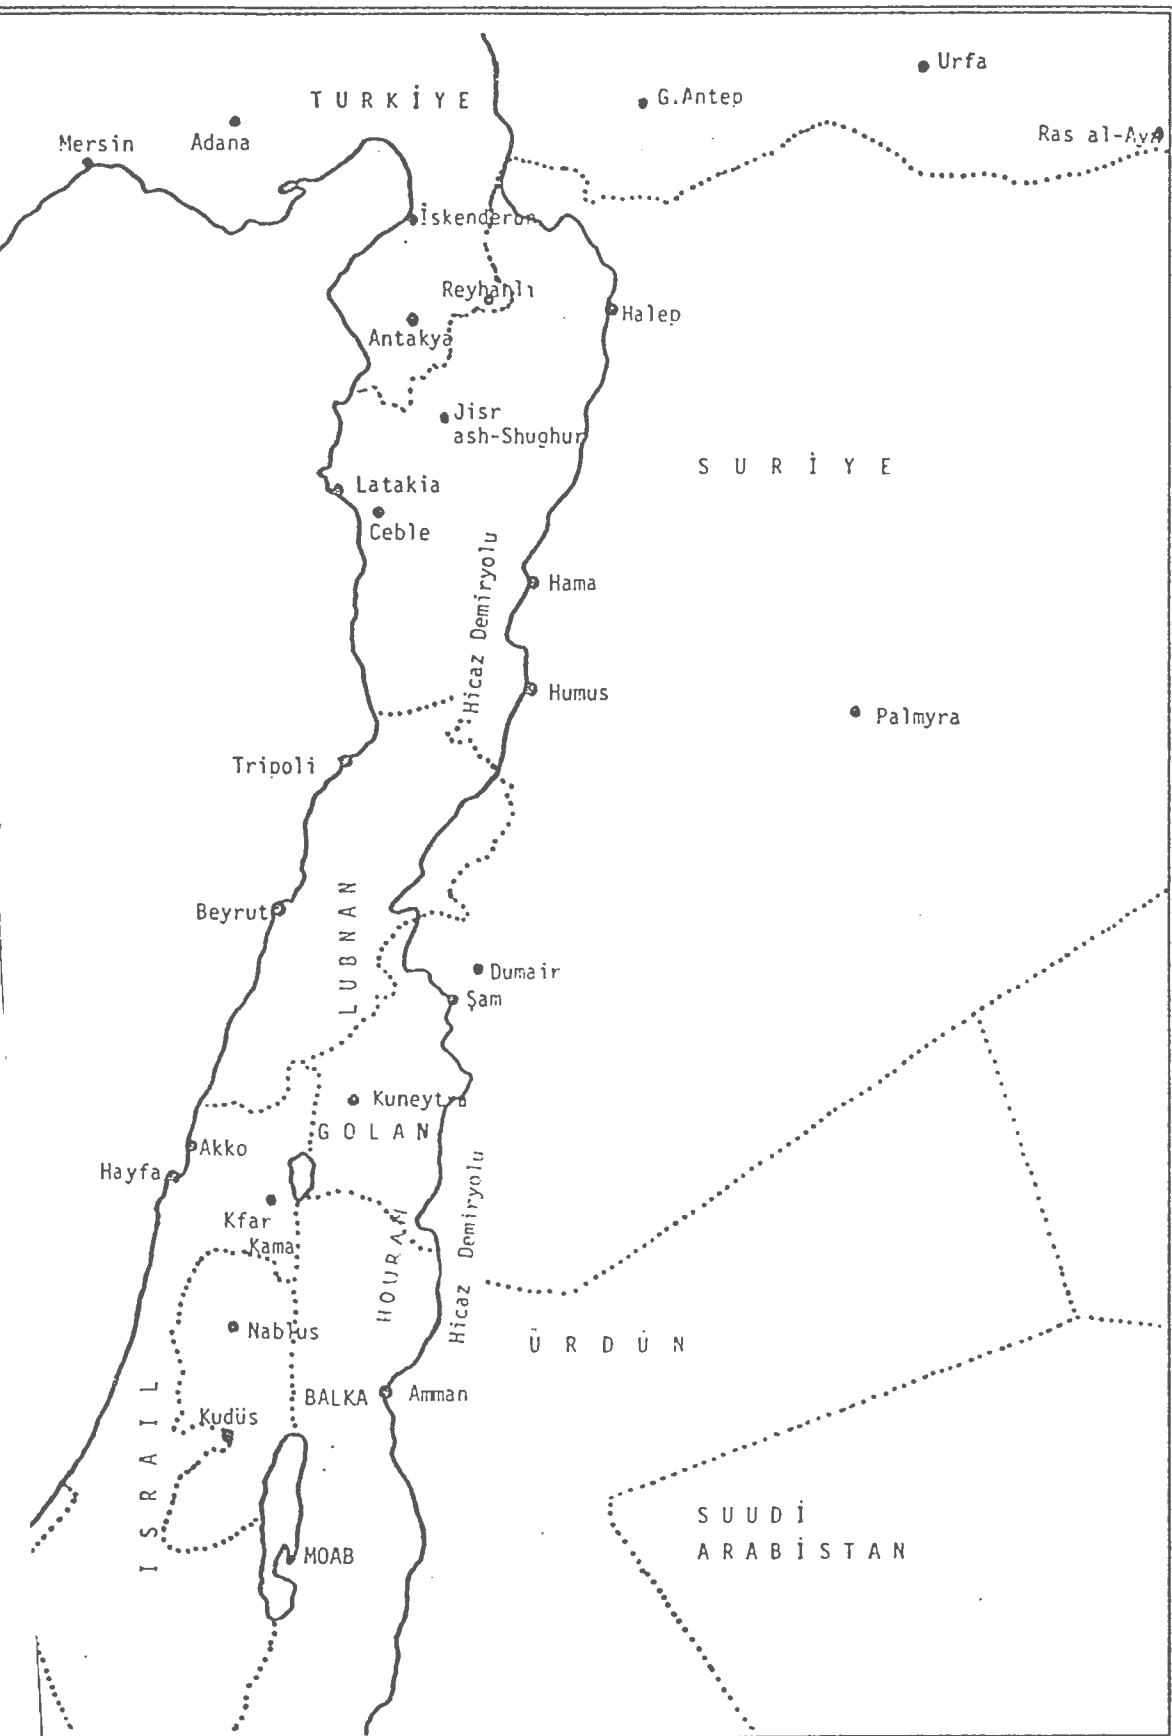 Urfa
G.Antep
TURKİYE
Ras al-Ayn
Mersin
Adana
İskenderon
Reyhanlı
Halep
Antakya
Jisr
ash-Shughur
SURİYE
Latakia
Ceble
Hicaz Demiryolu
Hama
Humus
Palmyra
Tripoli
LUBNAN
Beyrut
Dumair
Şam
Kuneytra
GOLAN
Akko
Hayfa
Kfar
Kama
HOURAN
Hicaz Demiryolu
Nablus
ÜRDÜN
BALKA
Amman
ISRAIL
Kudüs
SUUDİ
ARABİSTAN
MOAB